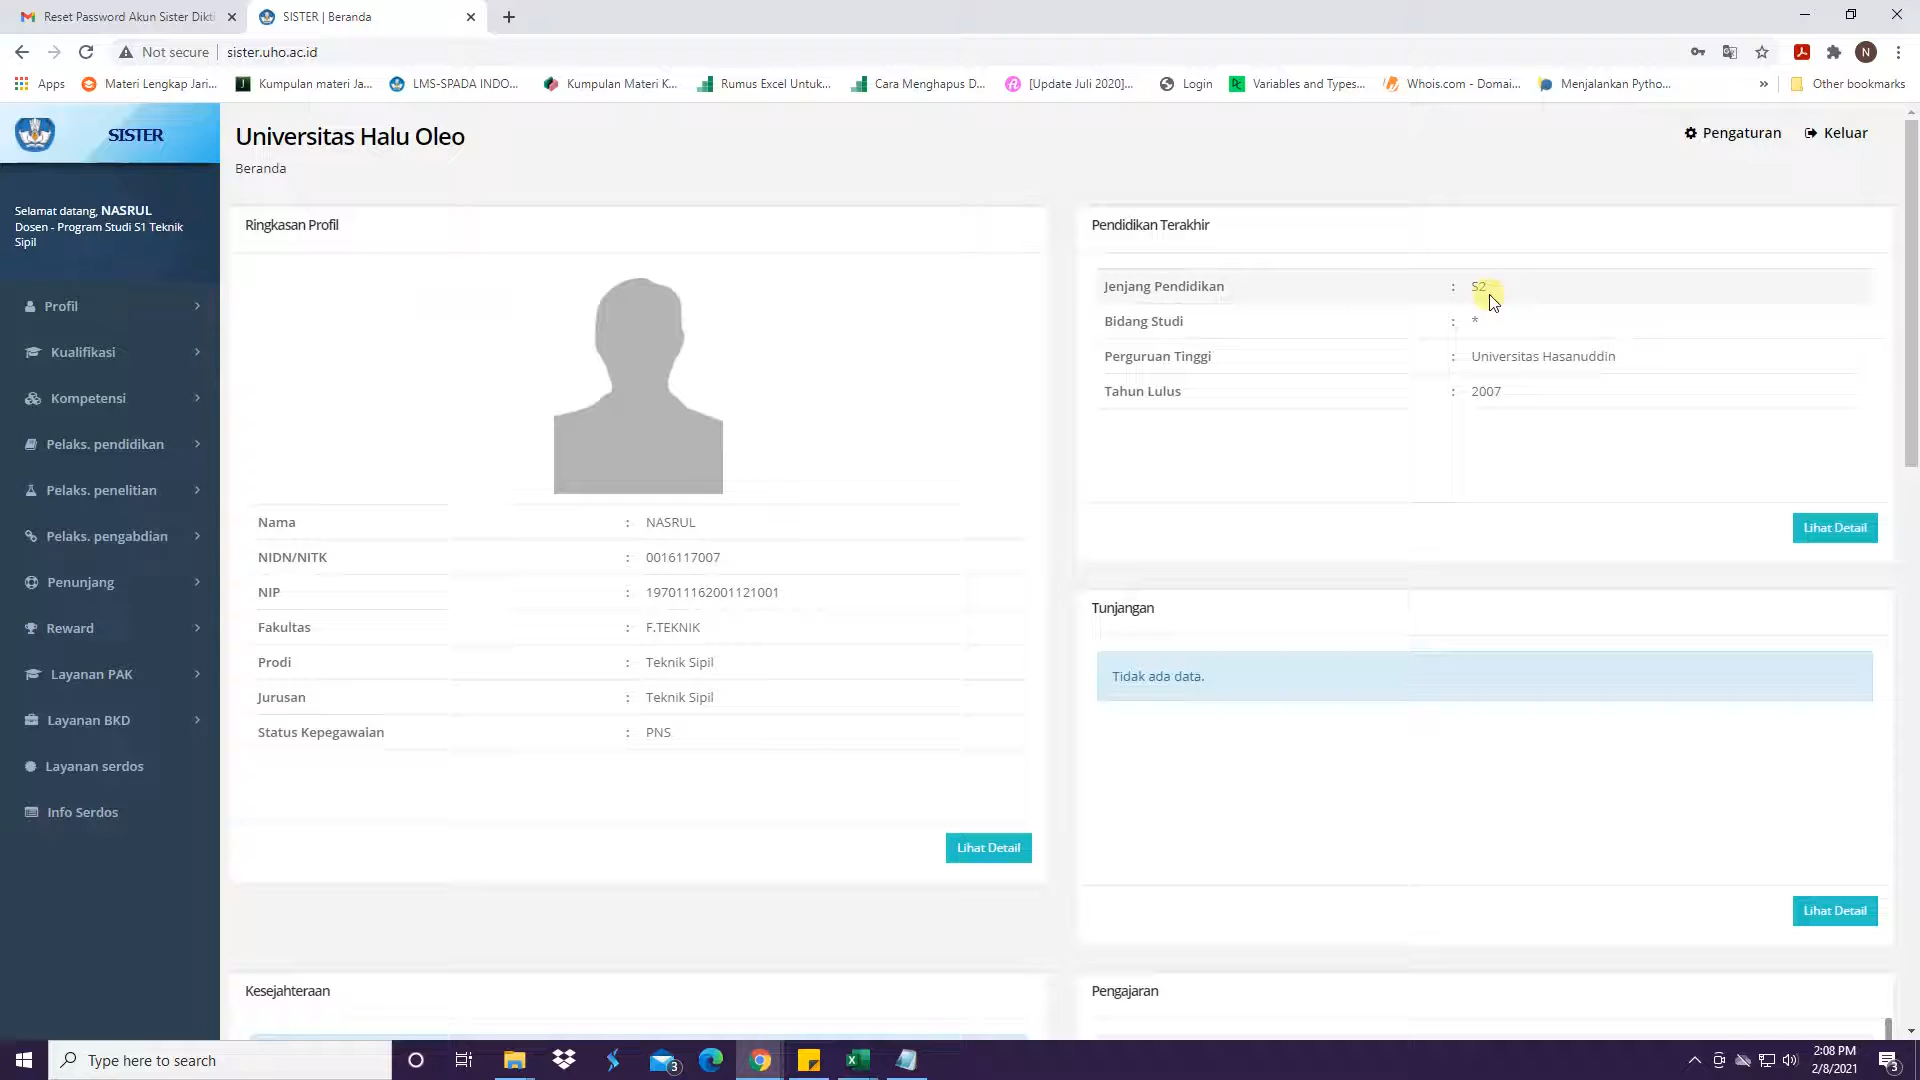 Reset Password Akun Sister Dikti
SISTER | Beranda
Not secure
sister.uho.ac.id
N
Apps
Materi Lengkap Jari...
Kumpulan materi Ja...
LMS-SPADA INDO...
Kumpulan Materi K...
Rumus Excel Untuk...
Cara Menghapus D...
[Update Juli 2020]...
Login
Variables and Types...
Whois.com - Domai...
Menjalankan Pytho...
»
Other bookmarks
SISTER
Universitas Halu Oleo
Pengaturan
Keluar
Beranda
Selamat datang, NASRUL
Dosen - Program Studi S1 Teknik
Sipil
Profil
Kualifikasi
Kompetensi
Pelaks. pendidikan
Pelaks. penelitian
Pelaks. pengabdian
Penunjang
Reward
Layanan PAK
Layanan BKD
Layanan serdos
Info Serdos
Ringkasan Profil
Nama : NASRUL
NIDN/NITK : 0016117007
NIP : 197011162001121001
Fakultas : F.TEKNIK
Prodi : Teknik Sipil
Jurusan : Teknik Sipil
Status Kepegawaian : PNS
Lihat Detail
Pendidikan Terakhir
Jenjang Pendidikan : S2
Bidang Studi : *
Perguruan Tinggi : Universitas Hasanuddin
Tahun Lulus : 2007
Lihat Detail
Tunjangan
Tidak ada data.
Lihat Detail
Kesejahteraan
Pengajaran
Type here to search
3
2:08 PM
2/8/2021
3